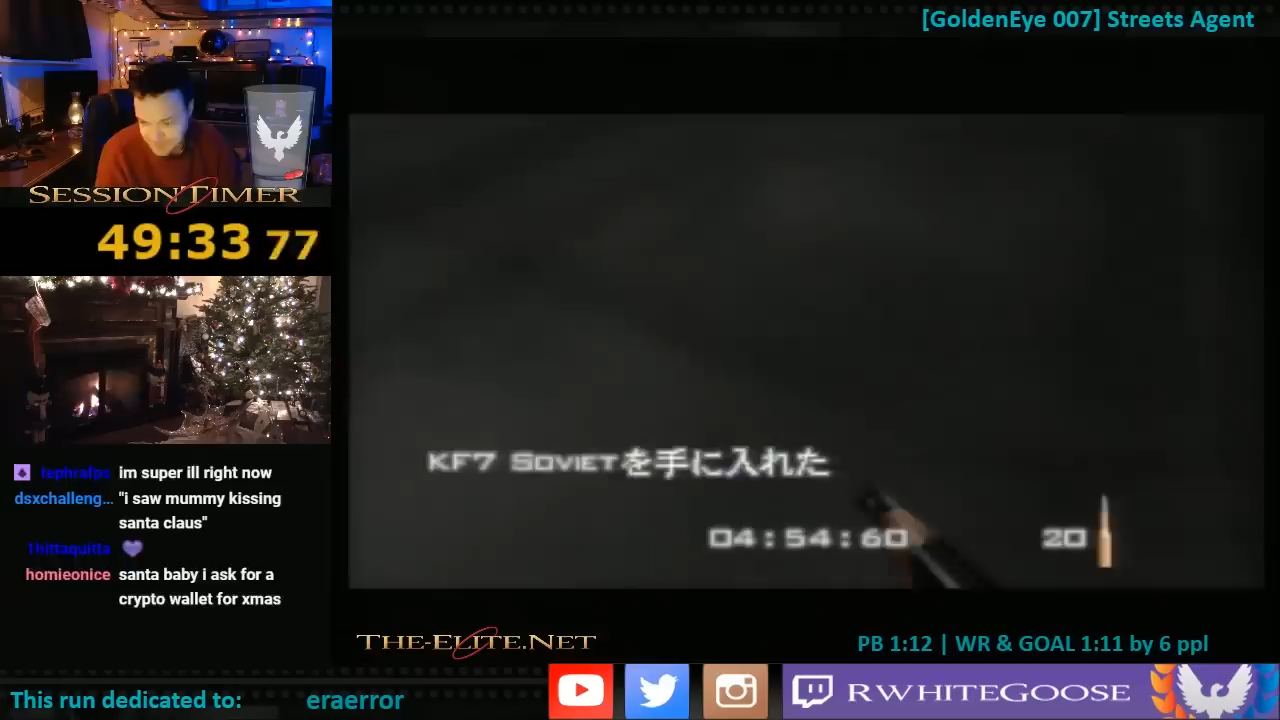 [GoldenEye 007] Streets Agent
SESSION TIMER
49:33 77
tephrafps im super ill right now
dsxchalleng... "i saw mummy kissing
santa claus"
1hittaquitta
homieonice santa baby i ask for a
crypto wallet for xmas
KF7 SOVIETを手に入れた
04:54:60 20
THE-ELITE.NET
PB 1:12 | WR & GOAL 1:11 by 6 ppl
This run dedicated to: eraerror
RWHITEGOOSE